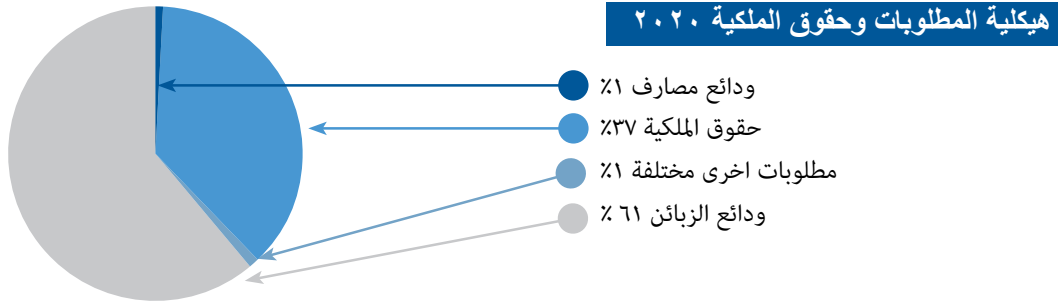 هيكلية المطلوبات وحقوق الملكية ٢٠٢٠
ودائع مصارف ١٪
حقوق الملكية ٣٧٪
مطلوبات اخرى مختلفة ١٪
ودائع الزبائن ٦١ ٪